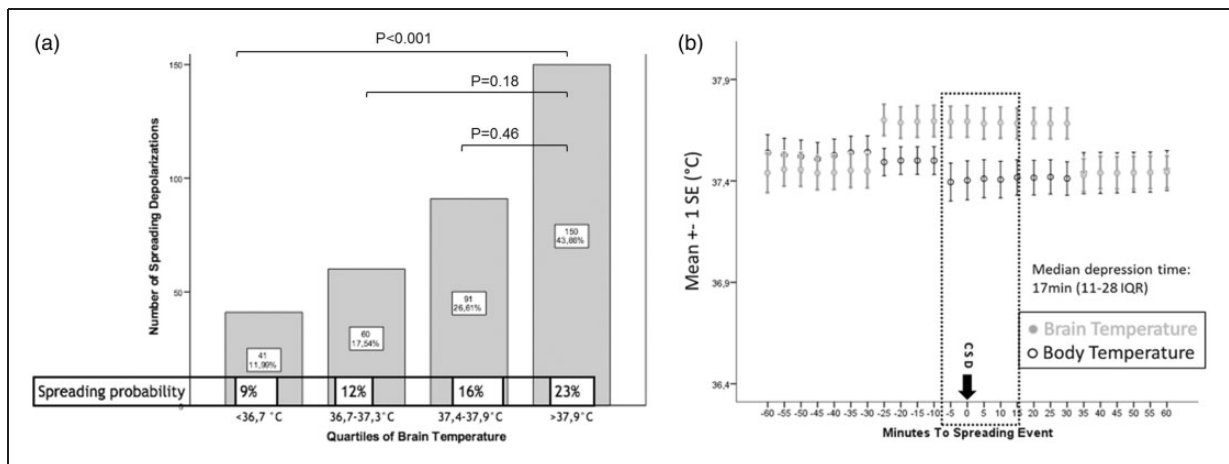 (a)
P<0.001
P=0.18
P=0.46
Number of Spreading Depolarizations
150
100
50
0
41
11,99%
60
17,54%
91
26,61%
150
43,86%
Spreading probability 9% 12% 16% 23%
<36,7 °C 36,7-37,3°C 37,4-37,9°C >37,9°C
Quartiles of Brain Temperature
(b)
Mean +- 1 SE (°C)
37,9
37,4
36,9
36,4
Median depression time:
17min (11-28 IQR)
Brain Temperature
Body Temperature
CSD
-60 -55 -50 -45 -40 -35 -30 -25 -20 -15 -10 -5 0 5 10 15 20 25 30 35 40 45 50 55 60
Minutes To Spreading Event